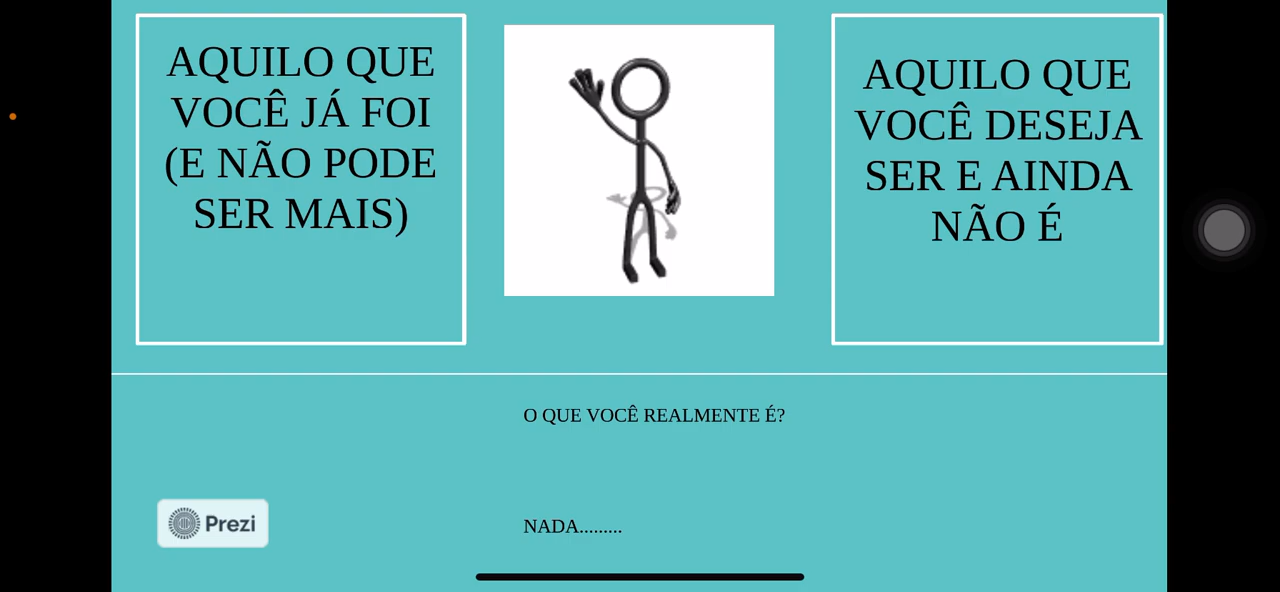 AQUILO QUE
VOCÊ JÁ FOI
(E NÃO PODE
SER MAIS)
AQUILO QUE
VOCÊ DESEJA
SER E AINDA
NÃO É
O QUE VOCÊ REALMENTE É?
NADA.........
Prezi